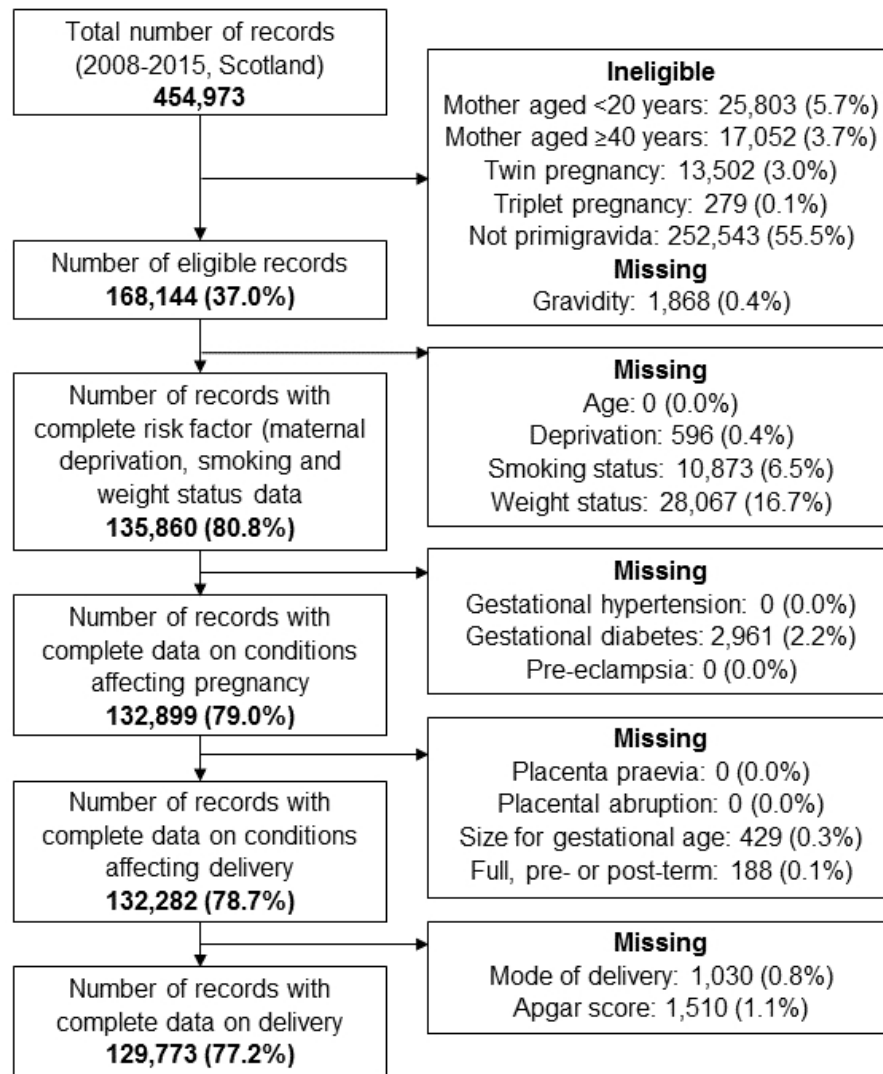 Total number of records
(2008-2015, Scotland)
454,973
Ineligible
Mother aged <20 years: 25,803 (5.7%)
Mother aged ≥40 years: 17,052 (3.7%)
Twin pregnancy: 13,502 (3.0%)
Triplet pregnancy: 279 (0.1%)
Not primigravida: 252,543 (55.5%)
Missing
Gravidity: 1,868 (0.4%)
Number of eligible records
168,144 (37.0%)
Missing
Age: 0 (0.0%)
Deprivation: 596 (0.4%)
Smoking status: 10,873 (6.5%)
Weight status: 28,067 (16.7%)
Number of records with
complete risk factor (maternal
deprivation, smoking and
weight status data
135,860 (80.8%)
Missing
Gestational hypertension: 0 (0.0%)
Gestational diabetes: 2,961 (2.2%)
Pre-eclampsia: 0 (0.0%)
Number of records with
complete data on conditions
affecting pregnancy
132,899 (79.0%)
Missing
Placenta praevia: 0 (0.0%)
Placental abruption: 0 (0.0%)
Size for gestational age: 429 (0.3%)
Full, pre- or post-term: 188 (0.1%)
Number of records with
complete data on conditions
affecting delivery
132,282 (78.7%)
Missing
Mode of delivery: 1,030 (0.8%)
Apgar score: 1,510 (1.1%)
Number of records with
complete data on delivery
129,773 (77.2%)